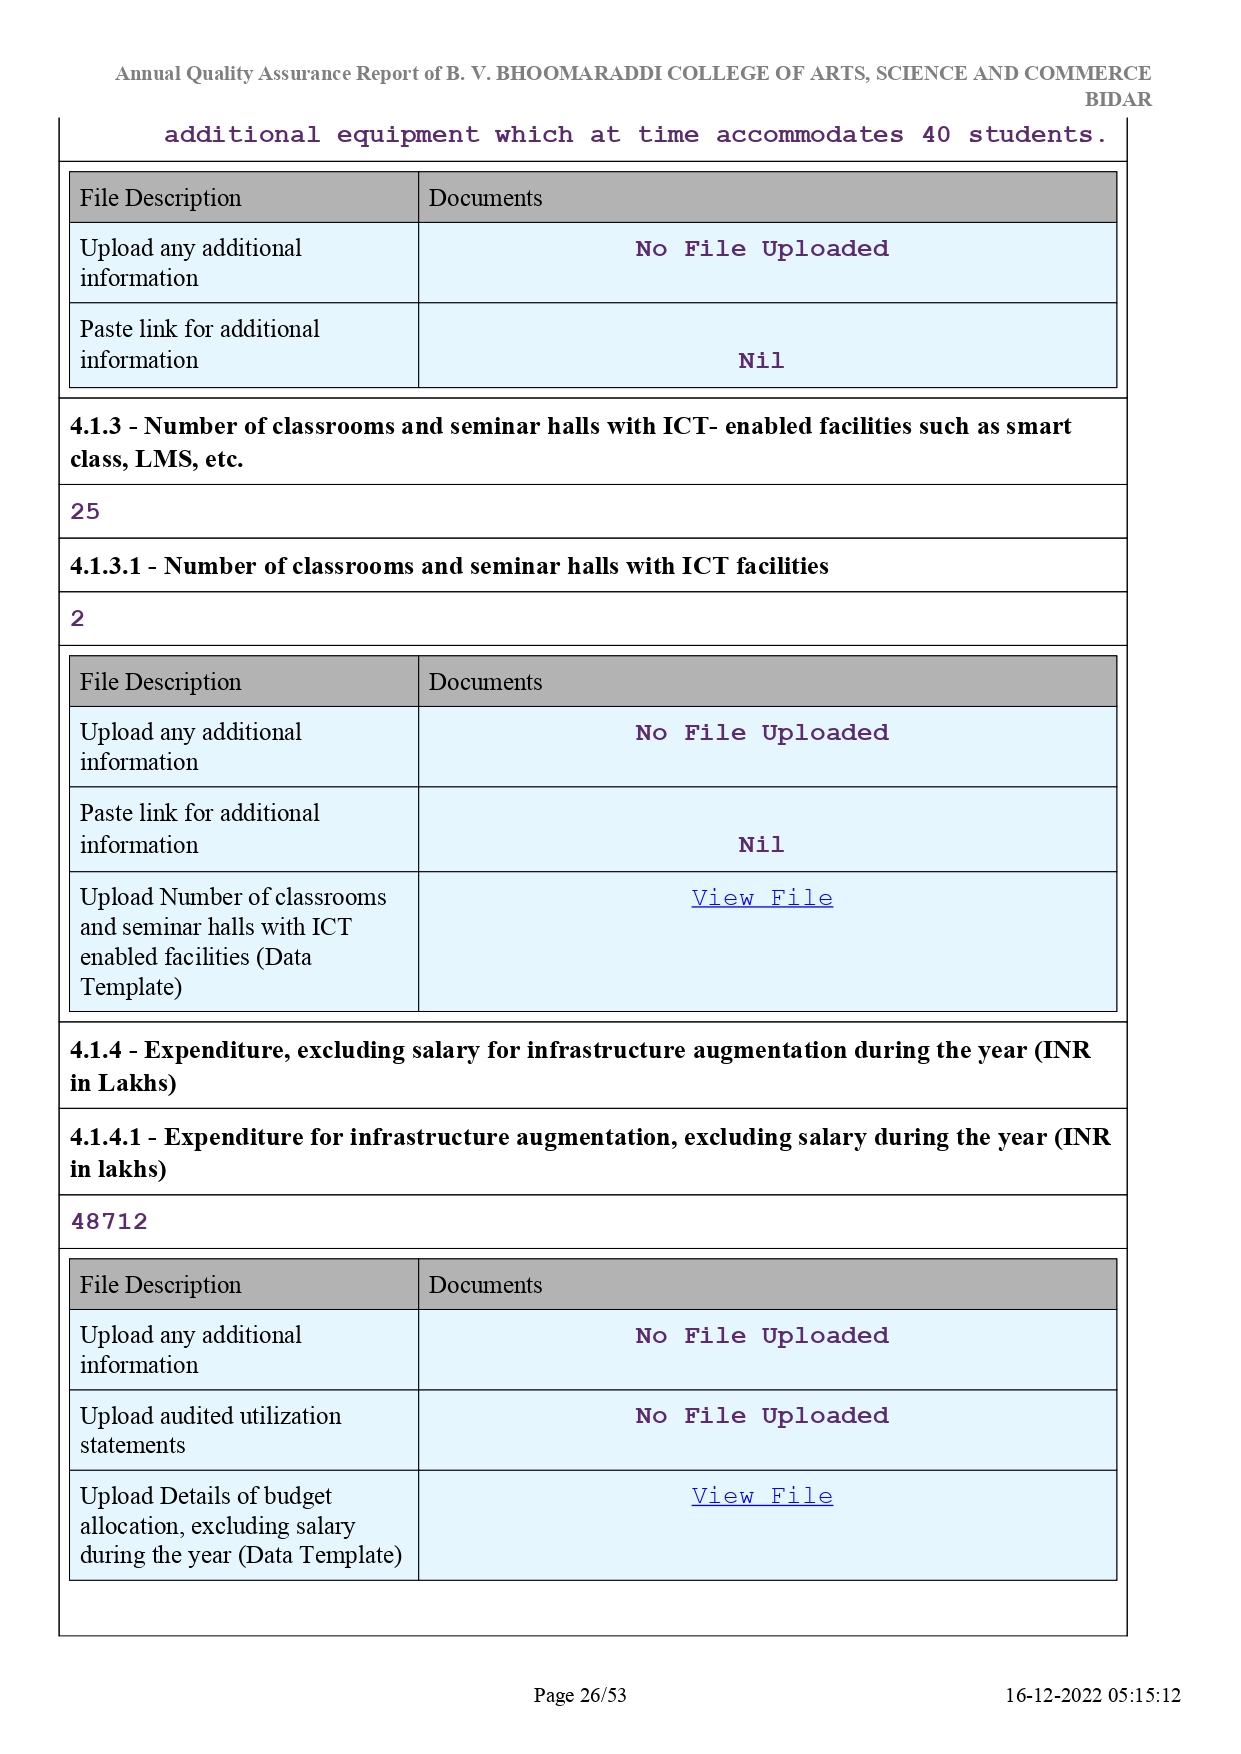 Annual Quality Assurance Report of B. V. BHOOMARADDI COLLEGE OF ARTS, SCIENCE AND COMMERCE
BIDAR
additional equipment which at time accommodates 40 students.
File Description Documents
Upload any additional No File Uploaded
information
Paste link for additional
information Nil
4.1.3 - Number of classrooms and seminar halls with ICT- enabled facilities such as smart
class, LMS, etc.
25
4.1.3.1 - Number of classrooms and seminar halls with ICT facilities
2
File Description Documents
Upload any additional No File Uploaded
information
Paste link for additional
information Nil
Upload Number of classrooms View File
and seminar halls with ICT
enabled facilities (Data
Template)
4.1.4 - Expenditure, excluding salary for infrastructure augmentation during the year (INR
in Lakhs)
4.1.4.1 - Expenditure for infrastructure augmentation, excluding salary during the year (INR
in lakhs)
48712
File Description Documents
Upload any additional No File Uploaded
information
Upload audited utilization No File Uploaded
statements
Upload Details of budget View File
allocation, excluding salary
during the year (Data Template)
Page 26/53 16-12-2022 05:15:12